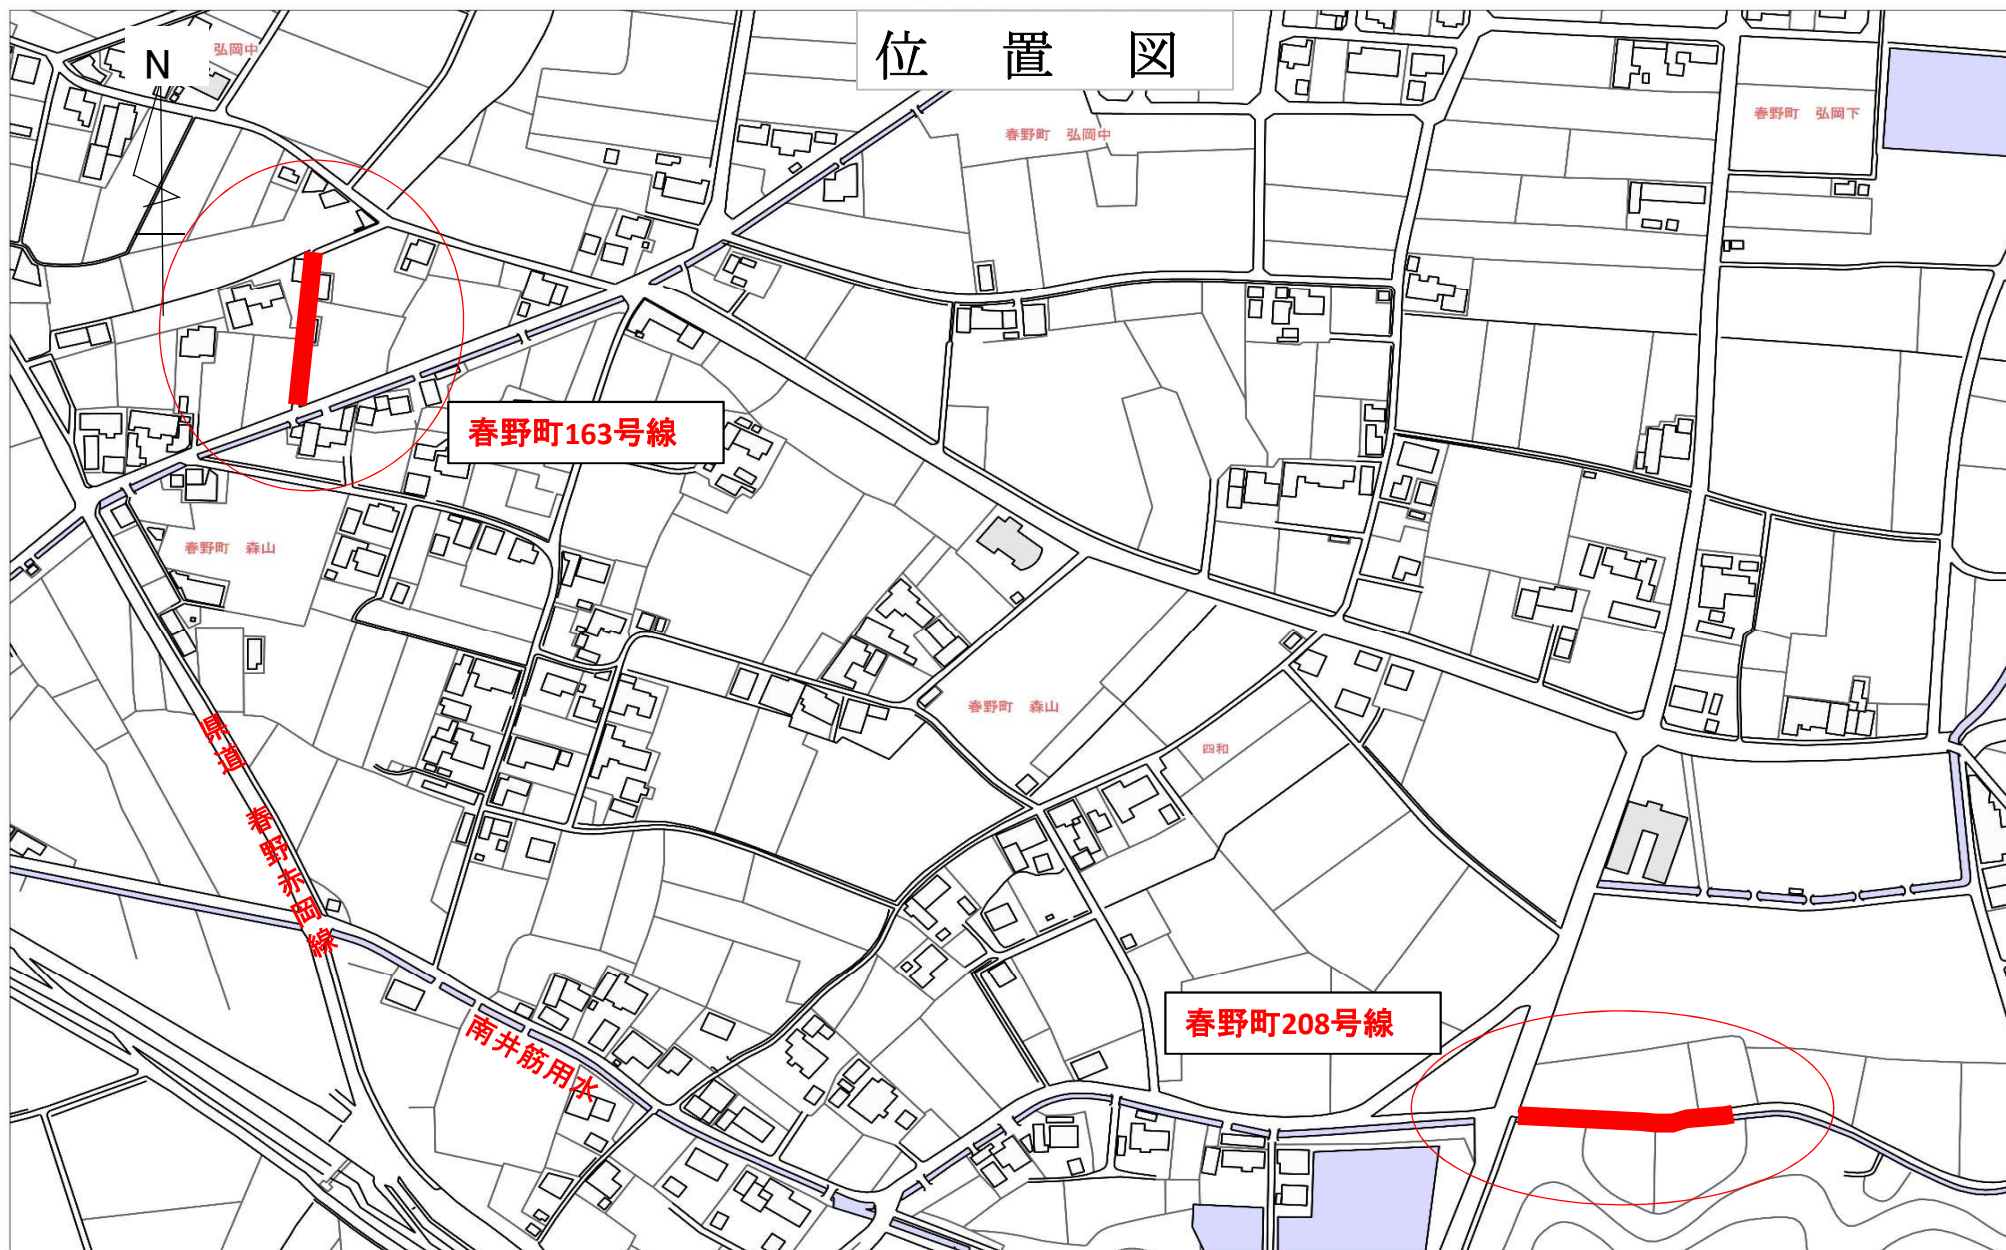 位置図
N
弘岡中
春野町 弘岡中
春野町 弘岡下
春野町163号線
春野町 森山
春野町 森山
四和
県道 春野赤岡線
南井筋用水
春野町208号線